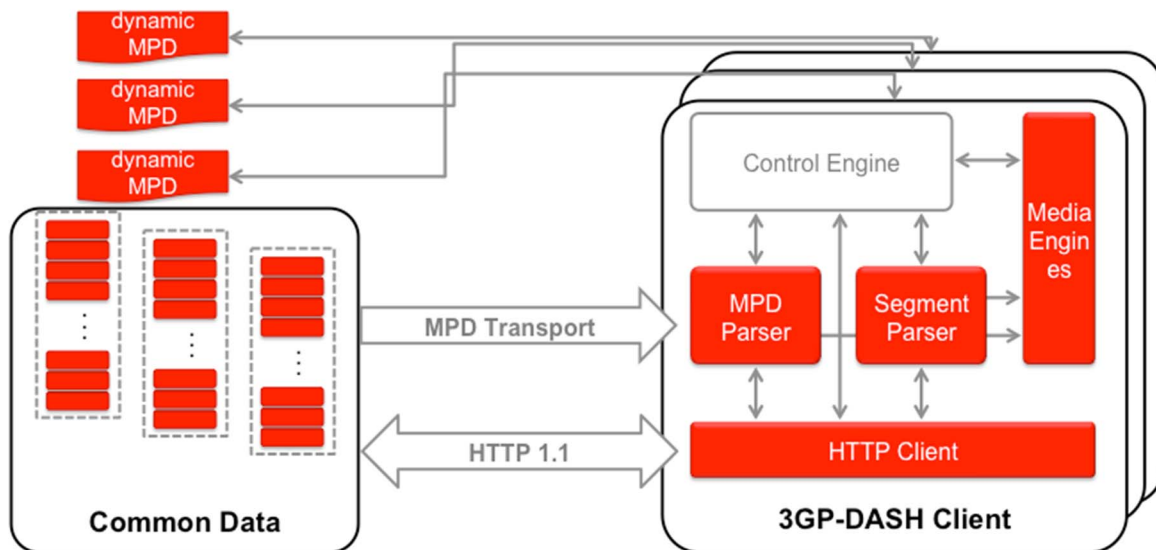 dynamic
MPD
dynamic
MPD
dynamic
MPD
Control Engine
Media
Engin
es
MPD
Parser
Segment
Parser
MPD Transport
HTTP 1.1
HTTP Client
Common Data
3GP-DASH Client